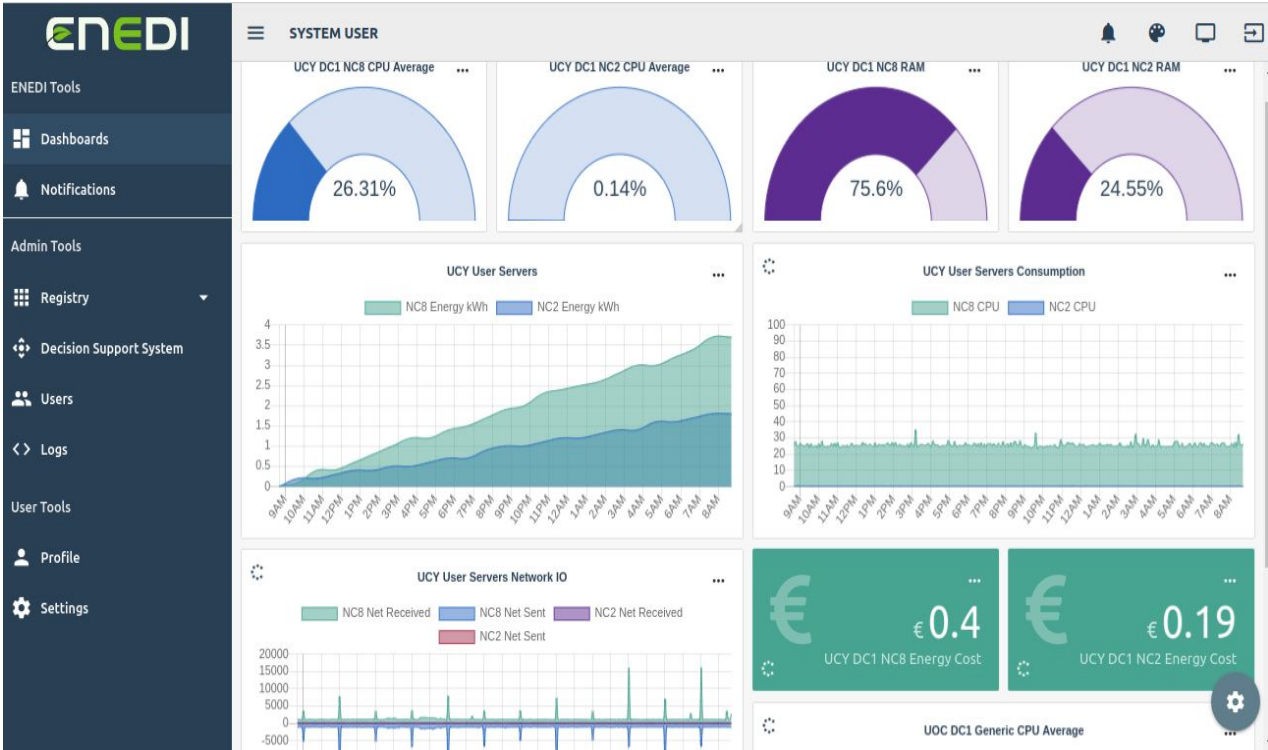 ENEDI
SYSTEM USER
ENEDI Tools
Dashboards
Notifications
Admin Tools
Registry
Decision Support System
Users
Logs
User Tools
Profile
Settings
UCY DC1 NC8 CPU Average
26.31%
UCY DC1 NC2 CPU Average
0.14%
UCY DC1 NC8 RAM
75.6%
UCY DC1 NC2 RAM
24.55%
UCY User Servers
NC8 Energy kWh NC2 Energy kWh
4
3.5
3
2.5
2
1.5
1
0.5
0
9AM 10AM 11AM 12PM 1PM 2PM 3PM 4PM 5PM 6PM 7PM 8PM 9PM 10PM 11PM 12AM 1AM 2AM 3AM 4AM 5AM 6AM 7AM 8AM
UCY User Servers Consumption
NC8 CPU NC2 CPU
100
90
80
70
60
50
40
30
20
10
0
9AM 10AM 11AM 12PM 1PM 2PM 3PM 4PM 5PM 6PM 7PM 8PM 9PM 10PM 11PM 12AM 1AM 2AM 3AM 4AM 5AM 6AM 7AM 8AM
UCY User Servers Network IO
NC8 Net Received NC8 Net Sent NC2 Net Received
NC2 Net Sent
20000
15000
10000
5000
0
-5000
€
€ 0.4
UCY DC1 NC8 Energy Cost
€
€ 0.19
UCY DC1 NC2 Energy Cost
UOC DC1 Generic CPU Average